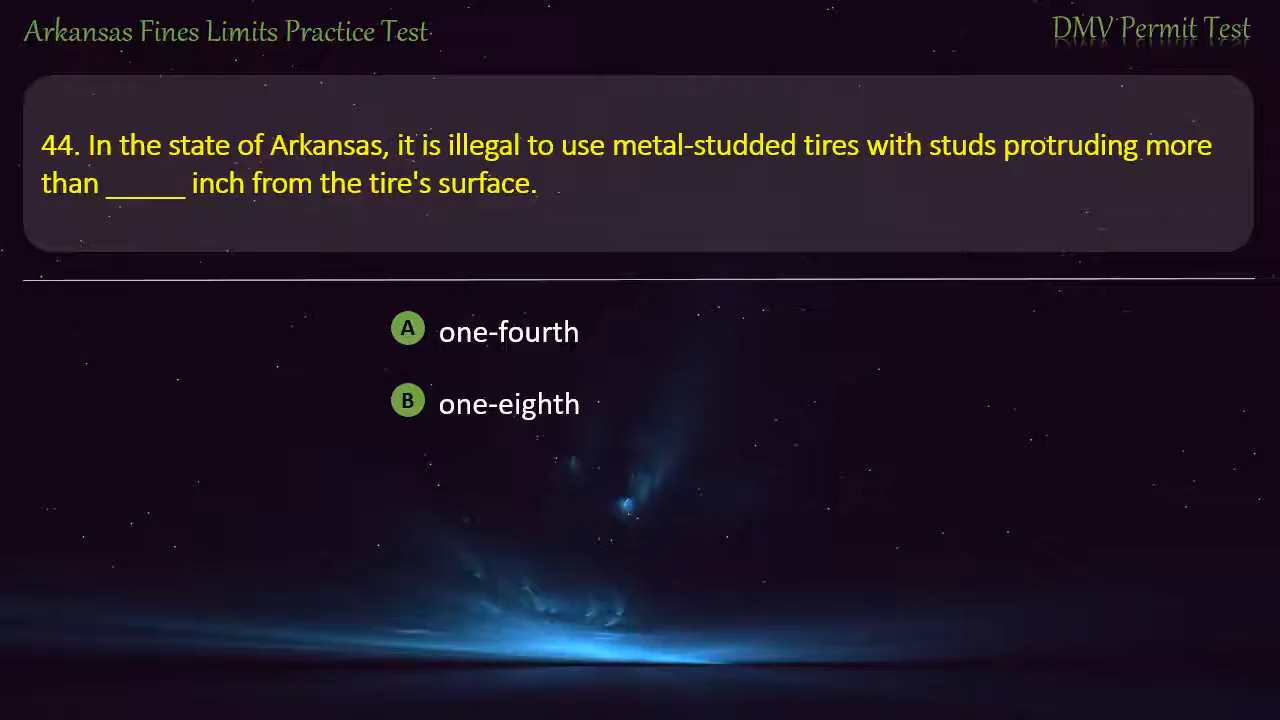 Arkansas Fines Limits Practice Test
DMV Permit Test
44. In the state of Arkansas, it is illegal to use metal-studded tires with studs protruding more
than _____ inch from the tire's surface.
A one-fourth
B one-eighth